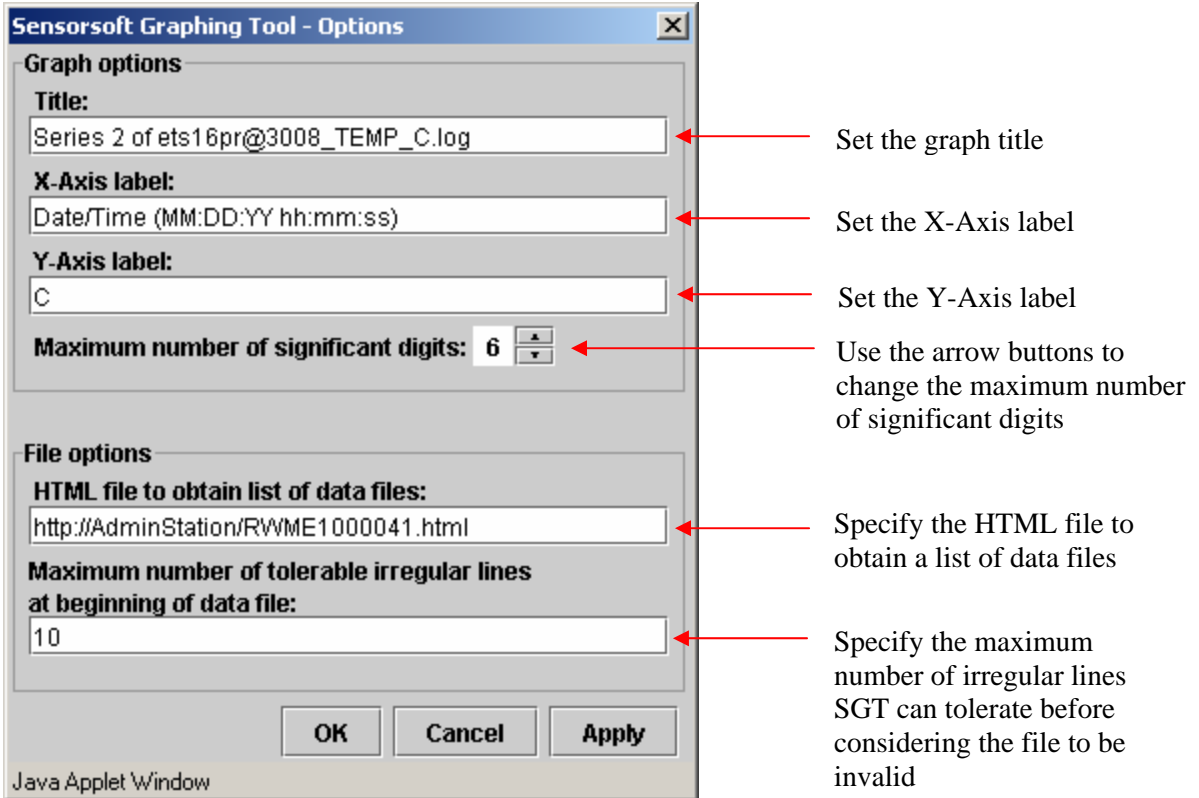 Sensorsoft Graphing Tool - Options
Graph options
Title:
Series 2 of ets16pr@3008_TEMP_C.log
Set the graph title
X-Axis label:
Date/Time (MM:DD:YY hh:mm:ss)
Set the X-Axis label
Y-Axis label:
C
Set the Y-Axis label
Maximum number of significant digits: 6
Use the arrow buttons to
change the maximum number
of significant digits
File options
HTML file to obtain list of data files:
http://AdminStation/RWME1000041.html
Specify the HTML file to
obtain a list of data files
Maximum number of tolerable irregular lines
at beginning of data file:
10
Specify the maximum
number of irregular lines
SGT can tolerate before
considering the file to be
invalid
OK Cancel Apply
Java Applet Window